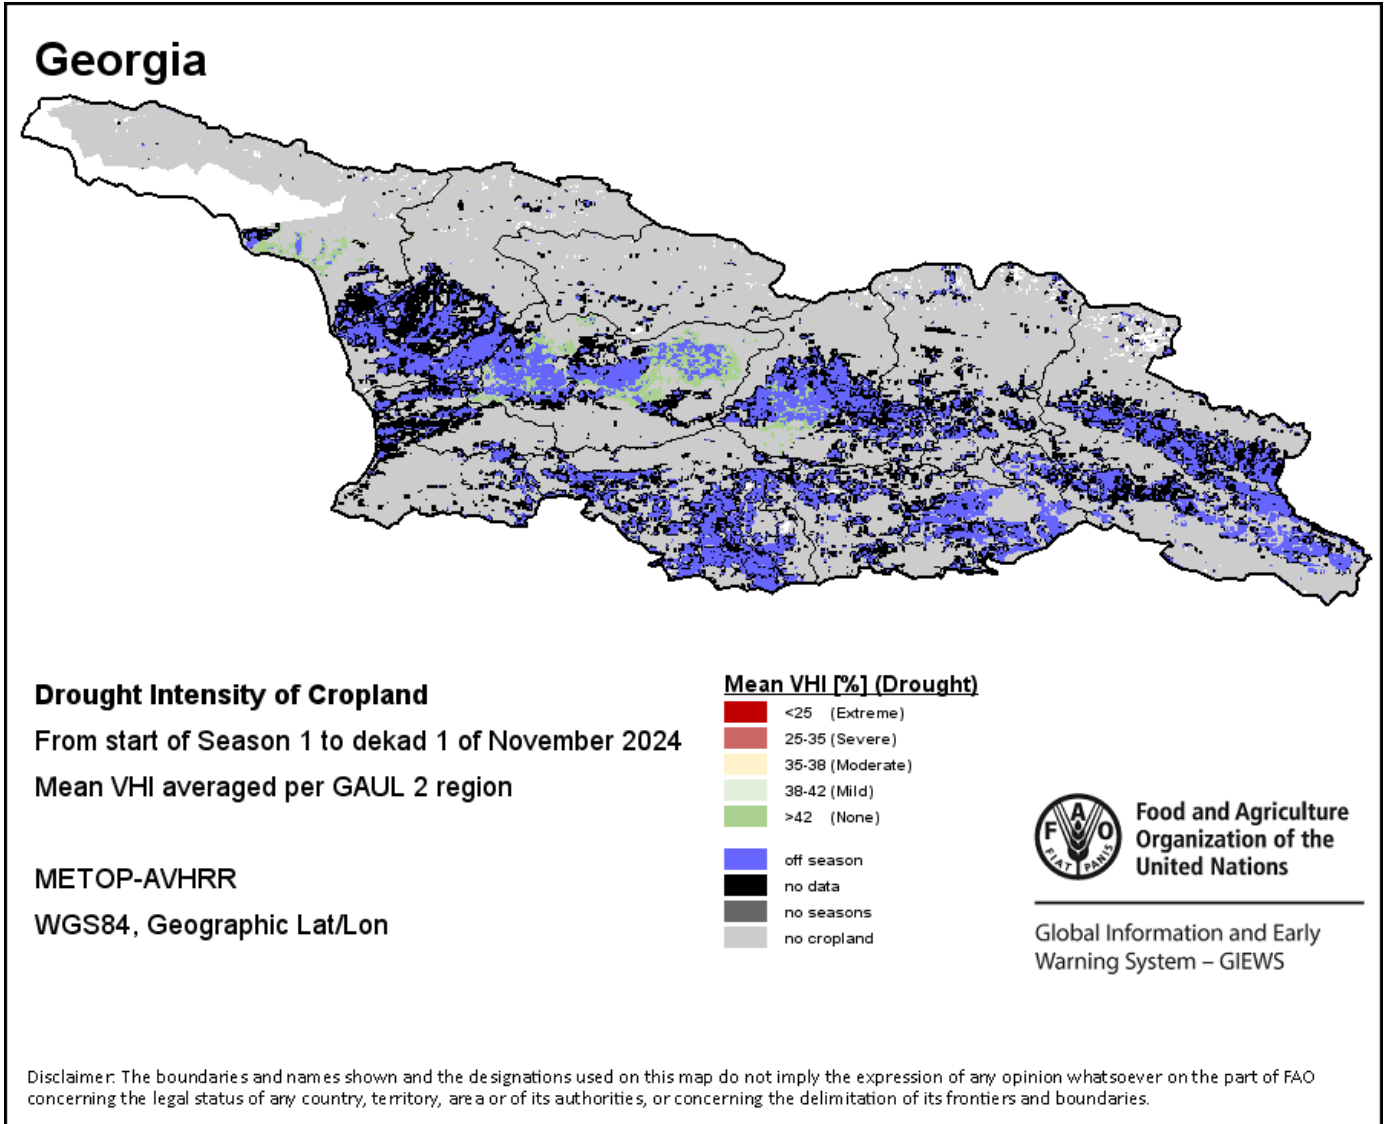 Georgia
Drought Intensity of Cropland
From start of Season 1 to dekad 1 of November 2024
Mean VHI averaged per GAUL 2 region
METOP-AVHRR
WGS84, Geographic Lat/Lon
Mean VHI [%] (Drought)
<25 (Extreme)
25-35 (Severe)
35-38 (Moderate)
38-42 (Mild)
>42 (None)
off season
no data
no seasons
no cropland
F A O
FIAT PANIS
Food and Agriculture
Organization of the
United Nations
Global Information and Early
Warning System – GIEWS
Disclaimer: The boundaries and names shown and the designations used on this map do not imply the expression of any opinion whatsoever on the part of FAO
concerning the legal status of any country, territory, area or of its authorities, or concerning the delimitation of its frontiers and boundaries.